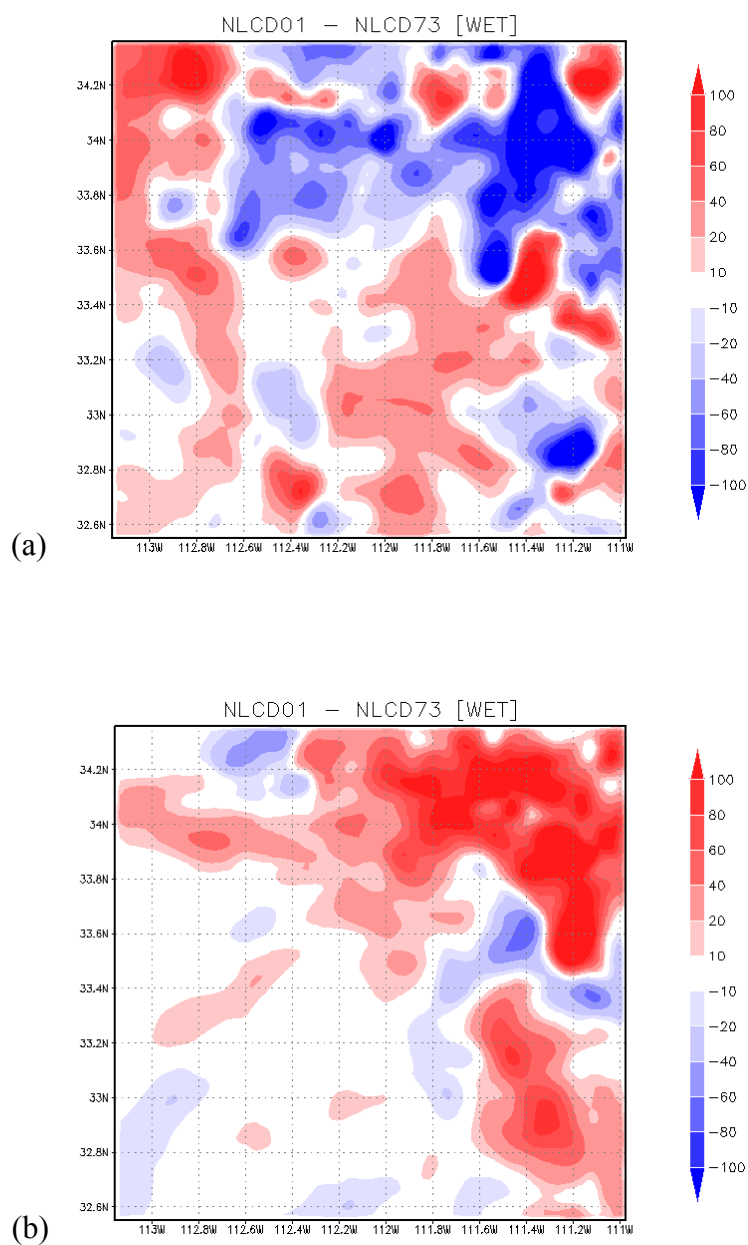 NLCD01 − NLCD73 [WET]
34.2N
34N
33.8N
33.6N
33.4N
33.2N
33N
32.8N
32.6N
113W 112.8W 112.6W 112.4W 112.2W 112W 111.8W 111.6W 111.4W 111.2W 111W
100
80
60
40
20
10
−10
−20
−40
−60
−80
−100
(a)
NLCD01 − NLCD73 [WET]
34.2N
34N
33.8N
33.6N
33.4N
33.2N
33N
32.8N
32.6N
113W 112.8W 112.6W 112.4W 112.2W 112W 111.8W 111.6W 111.4W 111.2W 111W
100
80
60
40
20
10
−10
−20
−40
−60
−80
−100
(b)